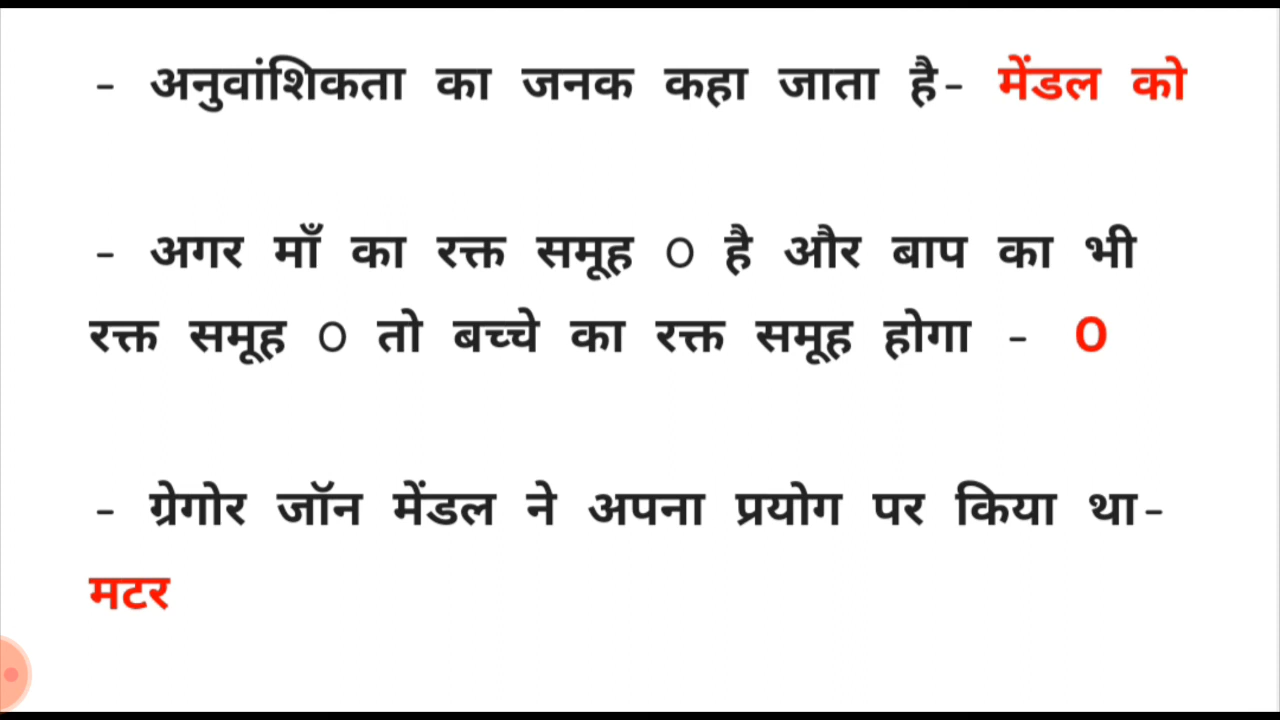 - अनुवांशिकता का जनक कहा जाता है- मेंडल को
- अगर माँ का रक्त समूह O है और बाप का भी
रक्त समूह O तो बच्चे का रक्त समूह होगा - O
- ग्रेगोर जॉन मेंडल ने अपना प्रयोग पर किया था-
मटर